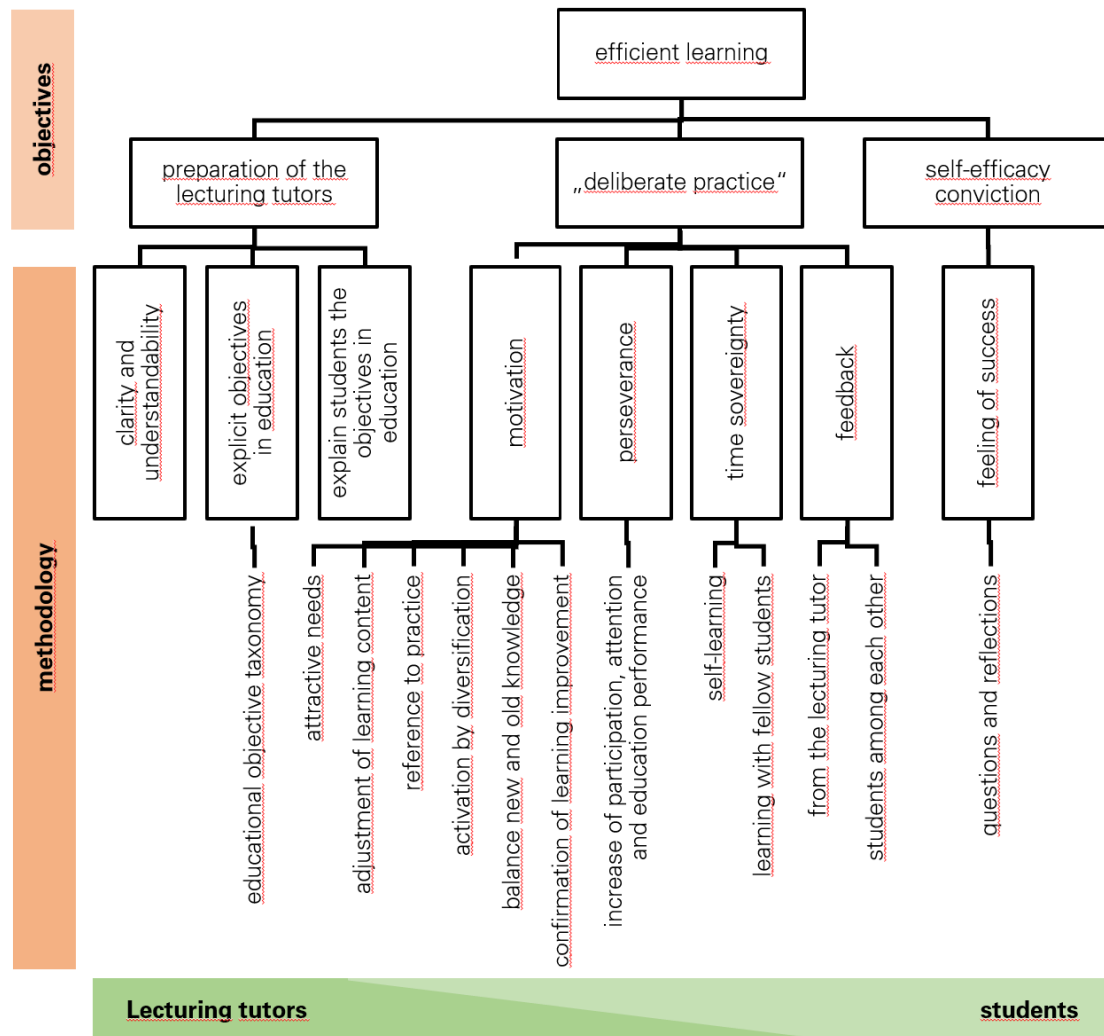 objectives
efficient learning
preparation of the
lecturing tutors
„deliberate practice“
self-efficacy
conviction
methodology
clarity and
understandability
explicit objectives
in education
explain students the
objectives in
education
motivation
perseverance
time sovereignty
feedback
feeling of success
educational objective taxonomy
attractive needs
adjustment of learning content
reference to practice
activation by diversification
balance new and old knowledge
confirmation of learning improvement
increase of participation, attention
and education performance
self-learning
learning with fellow students
from the lecturing tutor
students among each other
questions and reflections
Lecturing tutors
students